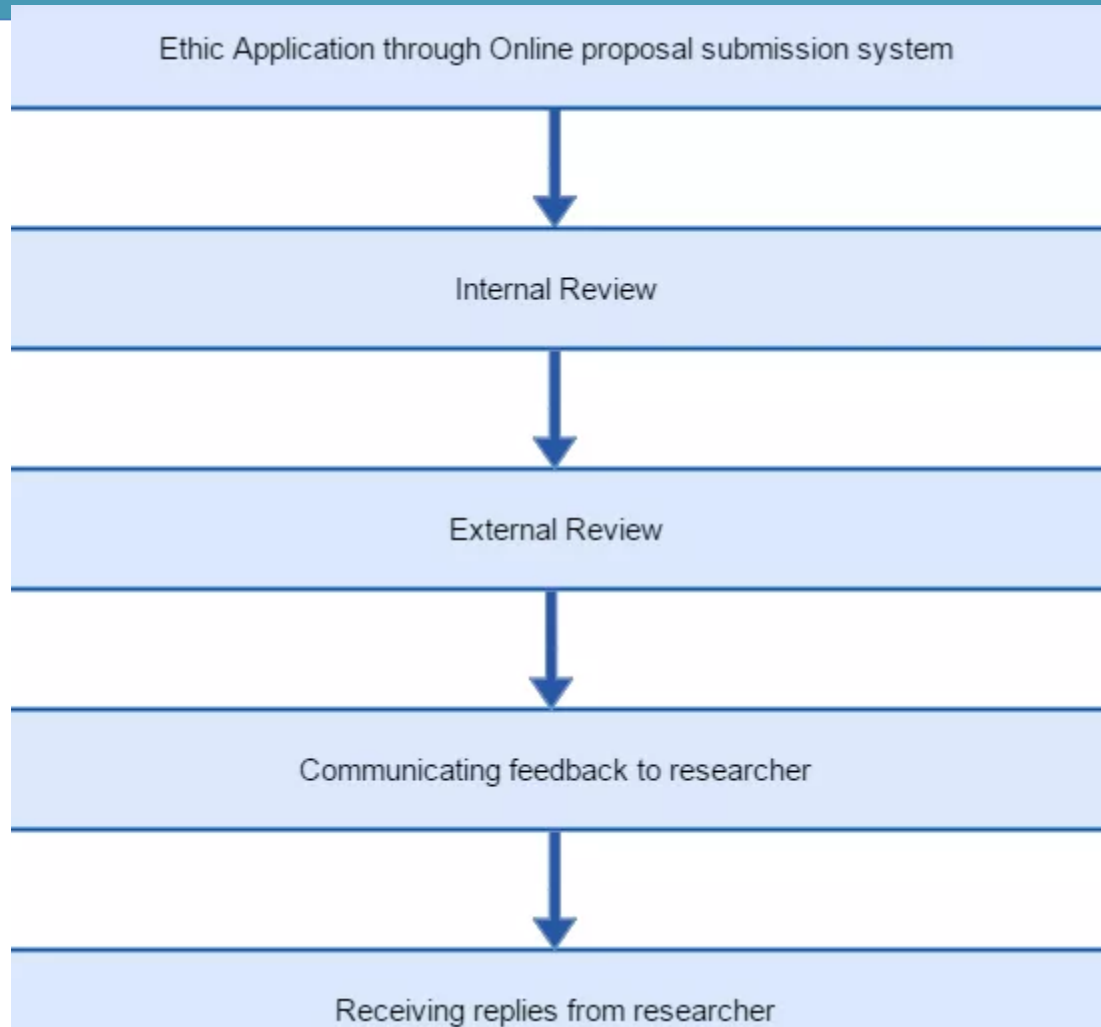 Ethic Application through Online proposal submission system
Internal Review
External Review
Communicating feedback to researcher
Receiving replies from researcher